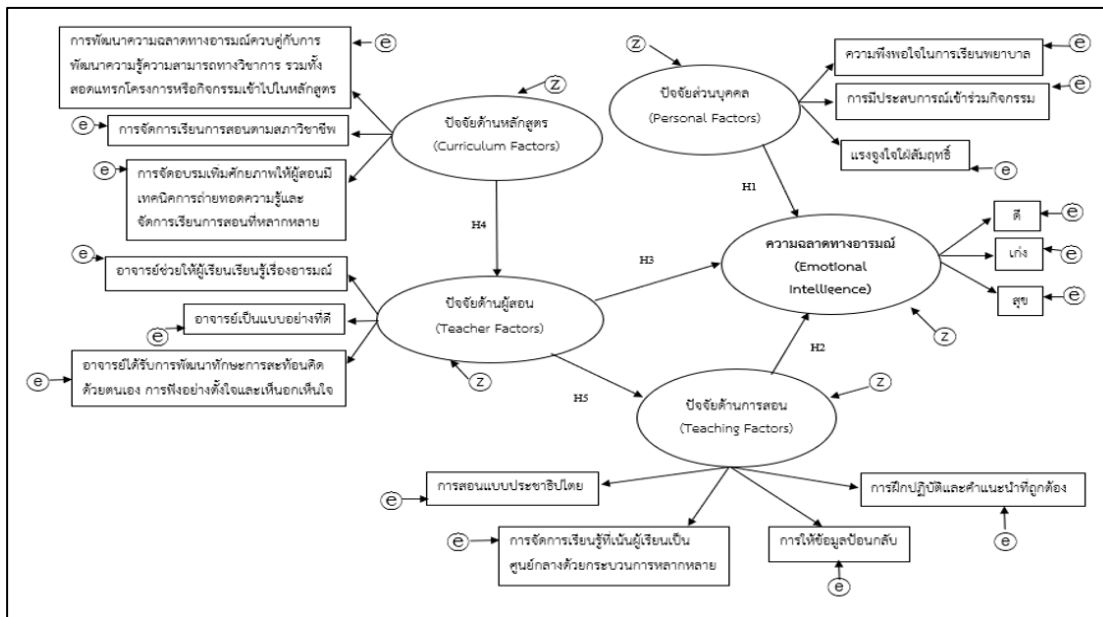 การพัฒนาความฉลาดทางอารมณ์ควบคู่กับการ
พัฒนาความรู้ความสามารถทางวิชาการ รวมทั้ง
สอดแทรกโครงการหรือกิจกรรมเข้าไปในหลักสูตร
e
e
การจัดการเรียนการสอนตามสภาวิชาชีพ
e
การจัดอบรมเพิ่มศักยภาพให้ผู้สอนมี
เทคนิคการถ่ายทอดความรู้และ
จัดการเรียนการสอนที่หลากหลาย
z
ปัจจัยด้านหลักสูตร
(Curriculum Factors)
z
ปัจจัยส่วนบุคคล
(Personal Factors)
ความพึงพอใจในการเรียนพยาบาล
e
การมีประสบการณ์เข้าร่วมกิจกรรม
e
แรงจูงใจใฝ่สัมฤทธิ์
e
H4
H1
H3
ความฉลาดทางอารมณ์
(Emotional
Intelligence)
z
ดี
e
เก่ง
e
สุข
e
e
อาจารย์ช่วยให้ผู้เรียนเรียนรู้เรื่องอารมณ์
อาจารย์เป็นแบบอย่างที่ดี
e
e
อาจารย์ได้รับการพัฒนาทักษะการสะท้อนคิด
ด้วยตนเอง การฟังอย่างตั้งใจและเห็นอกเห็นใจ
ปัจจัยด้านผู้สอน
(Teacher Factors)
z
H2
H5
ปัจจัยด้านการสอน
(Teaching Factors)
z
การสอนแบบประชาธิปไตย
e
e
การจัดการเรียนรู้ที่เน้นผู้เรียนเป็น
ศูนย์กลางด้วยกระบวนการหลากหลาย
การให้ข้อมูลป้อนกลับ
e
การฝึกปฏิบัติและคำแนะนำที่ถูกต้อง
e